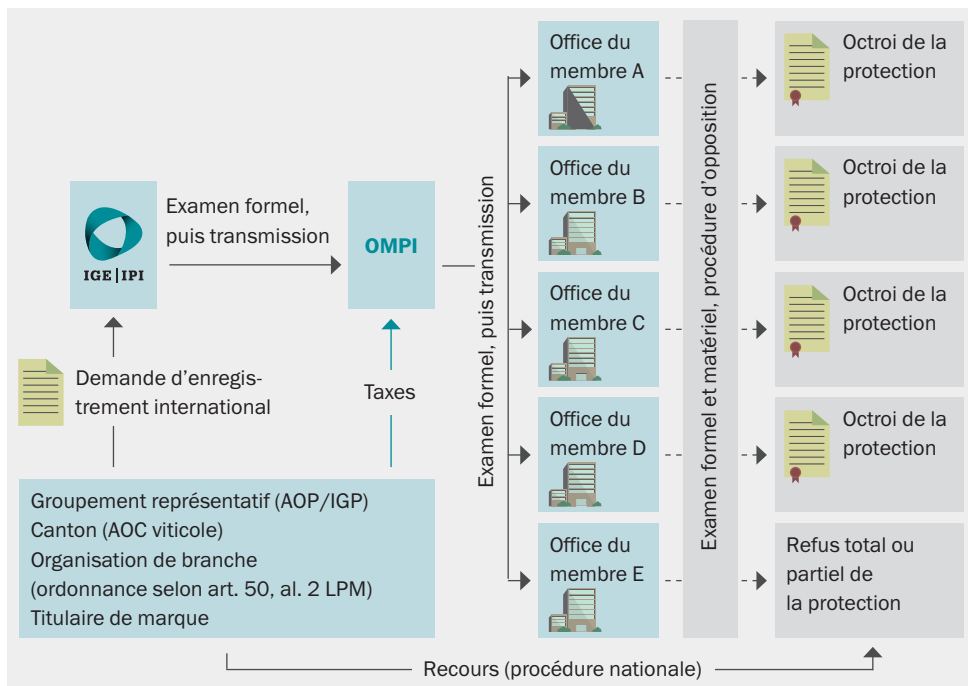 IGE|IPI
Examen formel,
puis transmission
OMPI
Demande d'enregis-
trement international
Taxes
Groupement représentatif (AOP/IGP)
Canton (AOC viticole)
Organisation de branche
(ordonnance selon art. 50, al. 2 LPM)
Titulaire de marque
Examen formel, puis transmission
Office du
membre A
Office du
membre B
Office du
membre C
Office du
membre D
Office du
membre E
Examen formel et matériel, procédure d'opposition
Octroi de la
protection
Octroi de la
protection
Octroi de la
protection
Octroi de la
protection
Refus total ou
partiel de
la protection
Recours (procédure nationale)